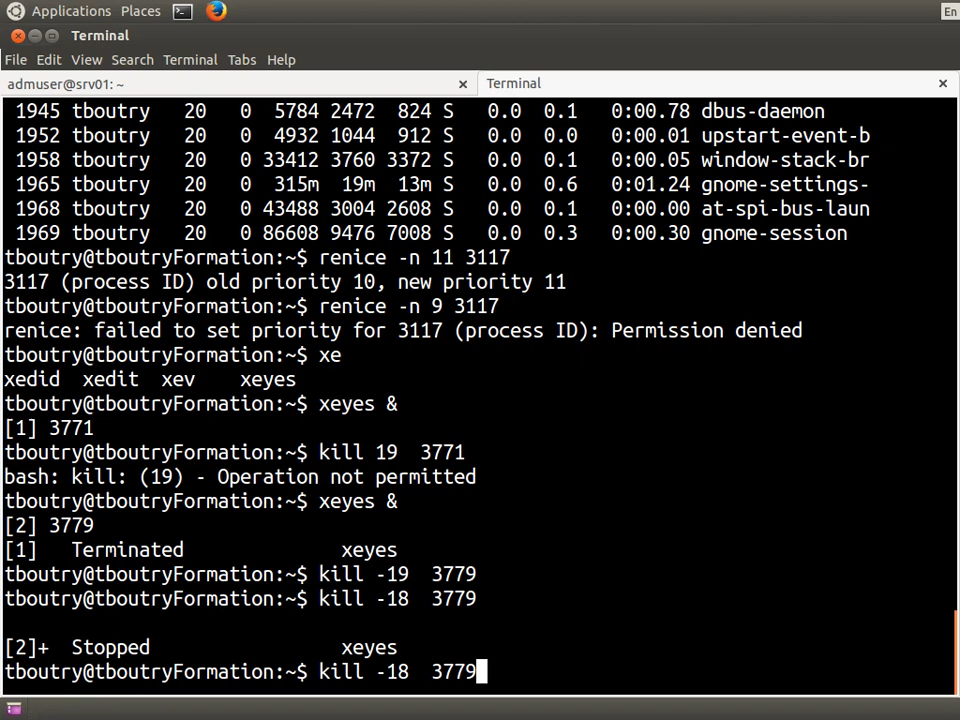 Applications Places
En
Terminal
File Edit View Search Terminal Tabs Help
admuser@srv01: ~
Terminal
1945 tboutry 20 0 5784 2472 824 S 0.0 0.1 0:00.78 dbus-daemon
1952 tboutry 20 0 4932 1044 912 S 0.0 0.0 0:00.01 upstart-event-b
1958 tboutry 20 0 33412 3760 3372 S 0.0 0.1 0:00.05 window-stack-br
1965 tboutry 20 0 315m 19m 13m S 0.0 0.6 0:01.24 gnome-settings-
1968 tboutry 20 0 43488 3004 2608 S 0.0 0.1 0:00.00 at-spi-bus-laun
1969 tboutry 20 0 86608 9476 7008 S 0.0 0.3 0:00.30 gnome-session
tboutry@tboutryFormation:~$ renice -n 11 3117
3117 (process ID) old priority 10, new priority 11
tboutry@tboutryFormation:~$ renice -n 9 3117
renice: failed to set priority for 3117 (process ID): Permission denied
tboutry@tboutryFormation:~$ xe
xedid xedit xev xeyes
tboutry@tboutryFormation:~$ xeyes &
[1] 3771
tboutry@tboutryFormation:~$ kill 19 3771
bash: kill: (19) - Operation not permitted
tboutry@tboutryFormation:~$ xeyes &
[2] 3779
[1] Terminated xeyes
tboutry@tboutryFormation:~$ kill -19 3779
tboutry@tboutryFormation:~$ kill -18 3779
[2]+ Stopped xeyes
tboutry@tboutryFormation:~$ kill -18 3779